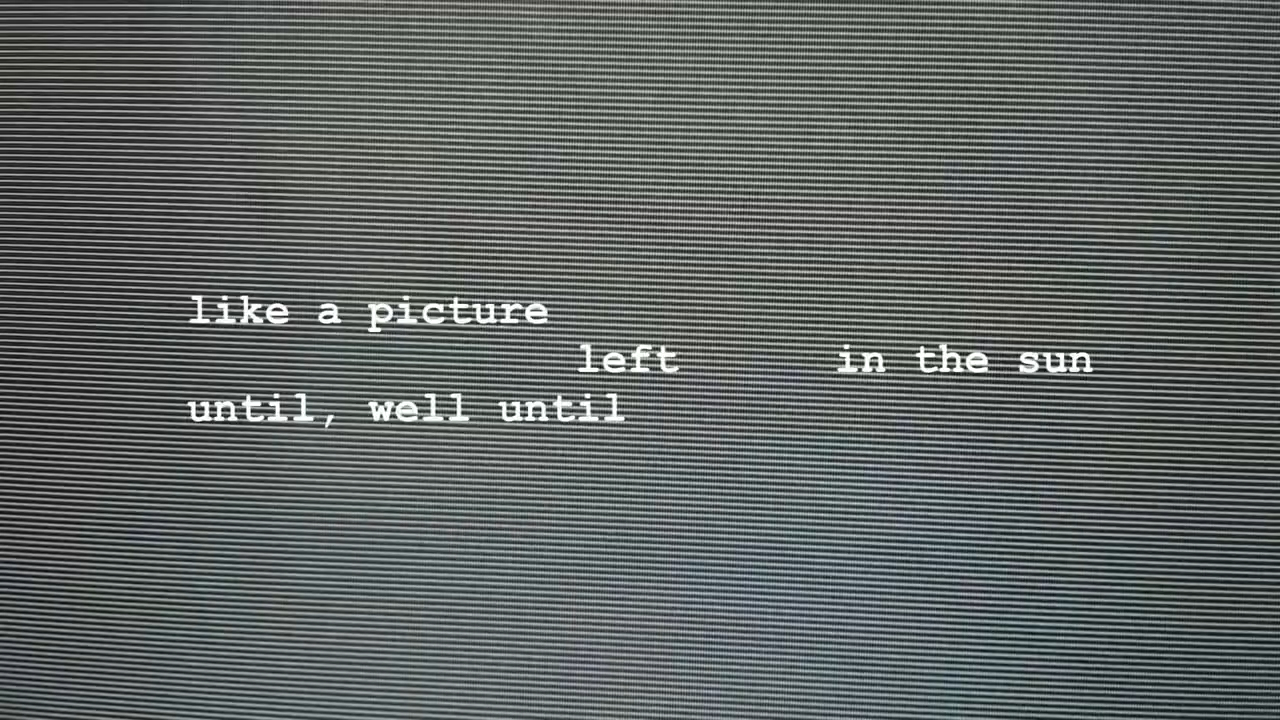 like a picture
left in the sun
until, well until